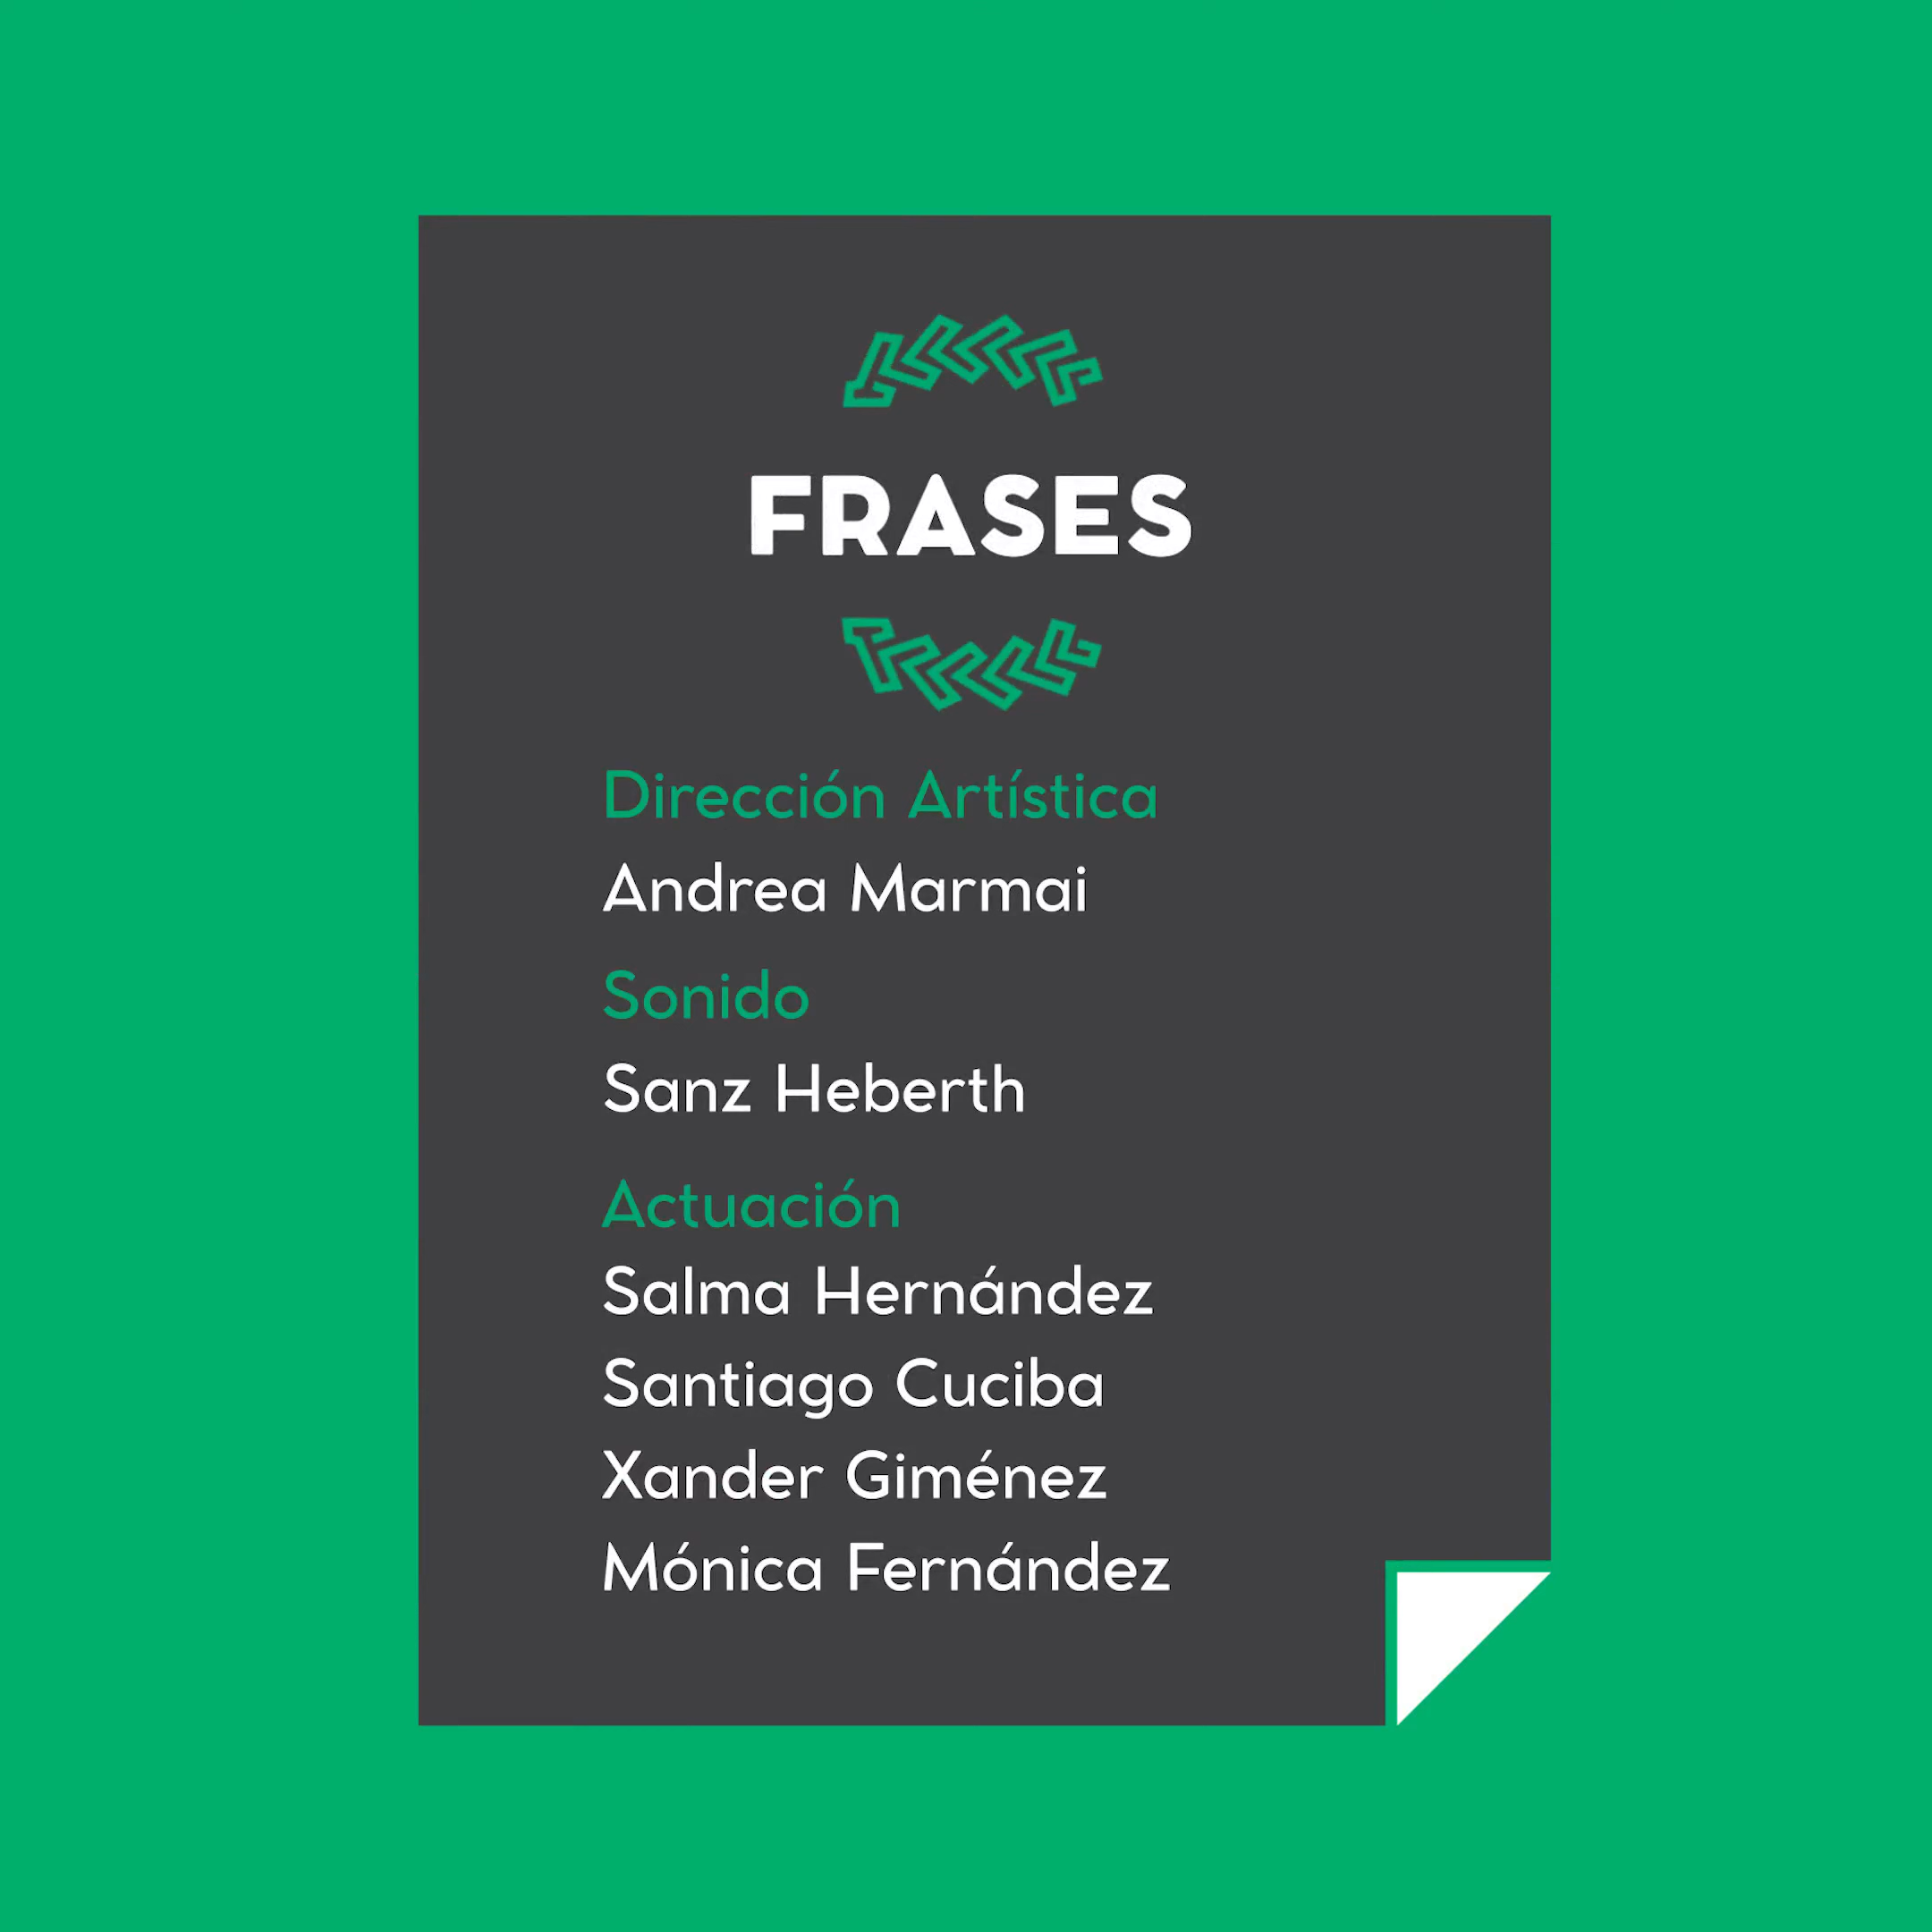 FRASES
Dirección Artística
Andrea Marmai
Sonido
Sanz Heberth
Actuación
Salma Hernández
Santiago Cuciba
Xander Giménez
Mónica Fernández